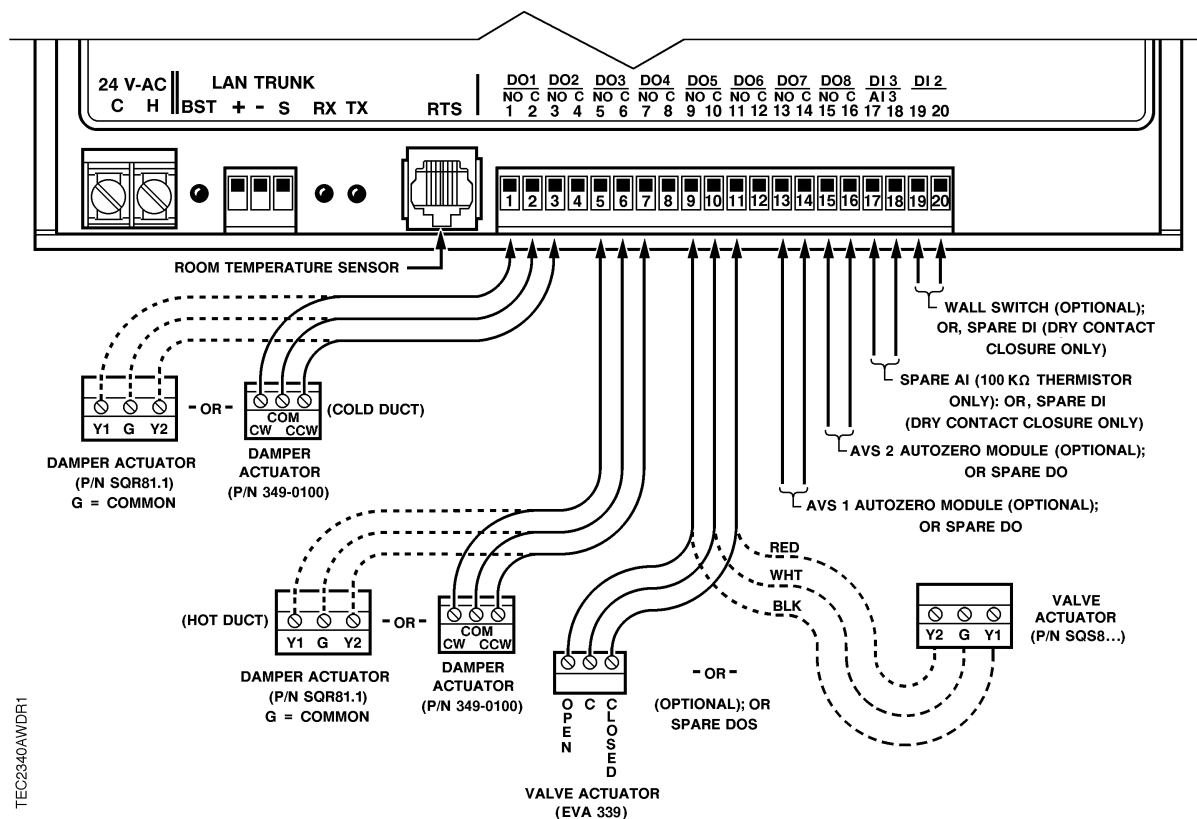 24 V-AC
C H
BST
LAN TRUNK
+ - S
RX TX
RTS
DO1 DO2 DO3 DO4 DO5 DO6 DO7 DO8 DI 3 DI 2
NO C NO C NO C NO C NO C NO C NO C NO C AI 3
1 2 3 4 5 6 7 8 9 10 11 12 13 14 15 16 17 18 19 20
1 2 3 4 5 6 7 8 9 10 11 12 13 14 15 16 17 18 19 20
ROOM TEMPERATURE SENSOR
WALL SWITCH (OPTIONAL);
OR, SPARE DI (DRY CONTACT
CLOSURE ONLY)
SPARE AI (100 KΩ THERMISTOR
ONLY): OR, SPARE DI
(DRY CONTACT CLOSURE ONLY)
AVS 2 AUTOZERO MODULE (OPTIONAL);
OR SPARE DO
AVS 1 AUTOZERO MODULE (OPTIONAL);
OR SPARE DO
Y1 G Y2
DAMPER ACTUATOR
(P/N SQR81.1)
G = COMMON
- OR -
COM
CW CCW
(COLD DUCT)
DAMPER
ACTUATOR
(P/N 349-0100)
(HOT DUCT)
Y1 G Y2
DAMPER ACTUATOR
(P/N SQR81.1)
G = COMMON
- OR -
COM
CW CCW
DAMPER
ACTUATOR
(P/N 349-0100)
OPEN
C
CLOSED
VALVE ACTUATOR
(EVA 339)
- OR -
(OPTIONAL); OR
SPARE DOS
RED
WHT
BLK
Y2 G Y1
VALVE
ACTUATOR
(P/N SQS8...)
TEC2340AWDR1